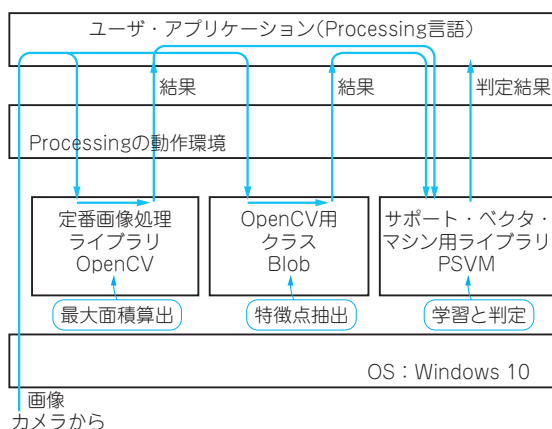 ユーザ・アプリケーション(Processing言語)
結果
結果
判定結果
Processingの動作環境
定番画像処理
ライブラリ
OpenCV
OpenCV用
クラス
Blob
サポート・ベクタ・
マシン用ライブラリ
PSVM
最大面積算出
特徴点抽出
学習と判定
OS：Windows 10
画像
カメラから